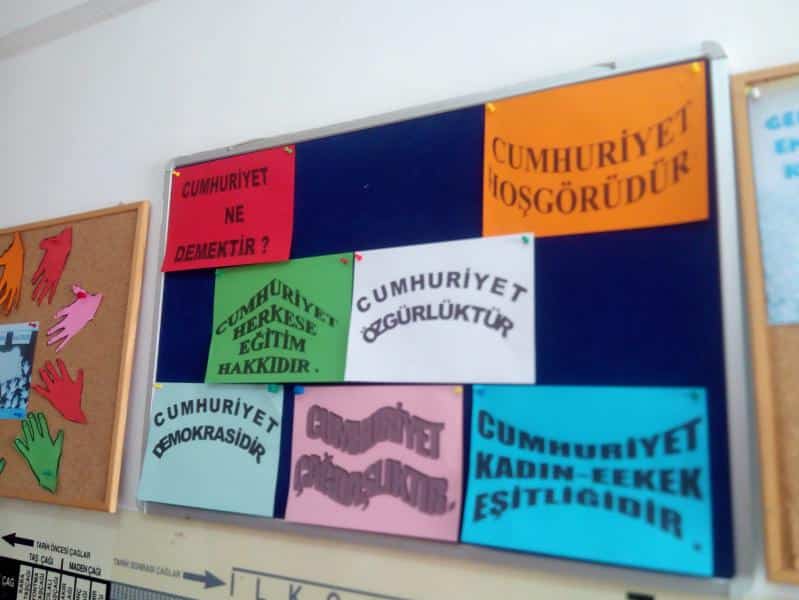 CUMHURİYET
NE
DEMEKTİR ?
CUMHURİYET
HOŞGÖRÜDÜR
CUMHURİYET
HERKESE
EĞİTİM
HAKKIDIR .
CUMHURİYET
ÖZGÜRLÜKTÜR
CUMHURİYET
DEMOKRASİDİR
CUMHURİYET
ÇAĞDAŞLIKTIR.
CUMHURİYET
KADIN-EEKEK
EŞİTLİĞİDİR .
TARİH ÖNCESİ ÇAĞLAR
TAŞ ÇAĞI
MADEN ÇAĞI
ÇAĞ
TARİH SONRASI ÇAĞLAR
İ L K